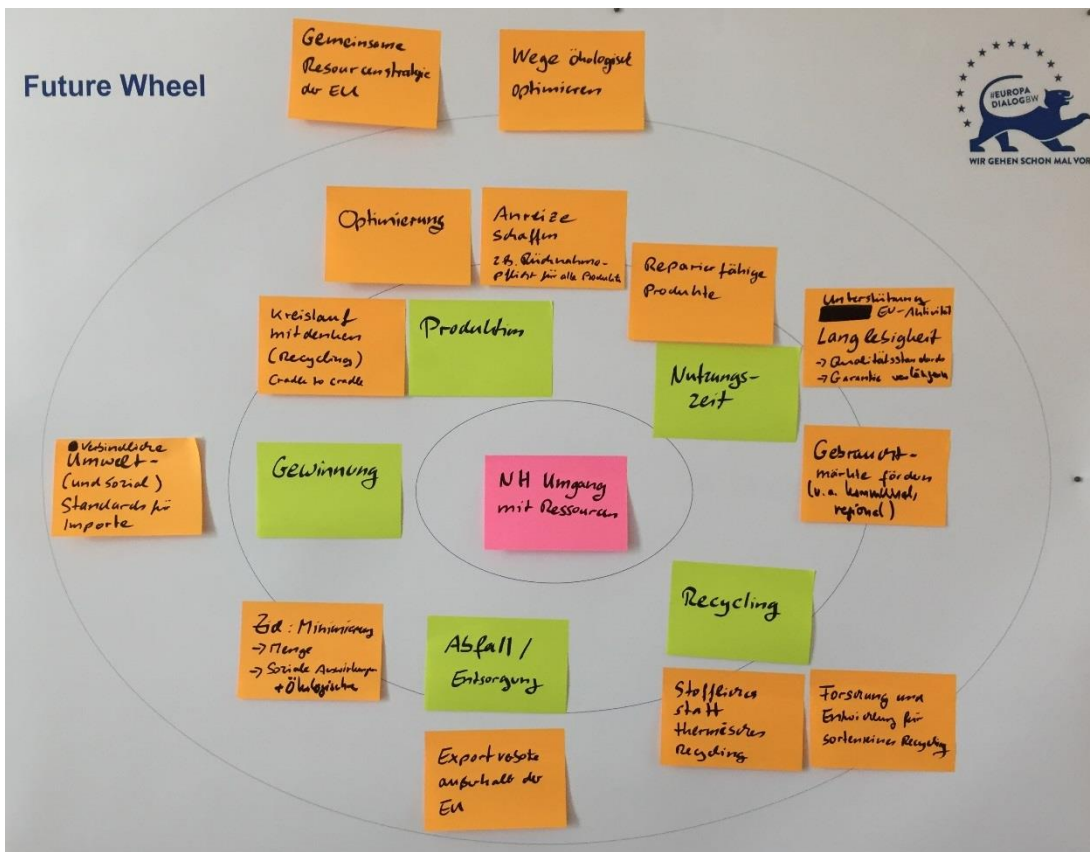 Future Wheel
#EUROPA
DIALOGBW
WIR GEHEN SCHON MAL VOR
Gemeinsame
Resourcenstrategie
der EU
Wege ökologisch
optimieren
Optimierung
Anreize
schaffen
z.B. Rücknahme-
pflicht für alle Produkte
Reparierfähige
Produkte
Unterstützung
EU-Aktivität
Langlebigkeit
→ Qualitätsstandards
→ Garantie verlängern
Kreislauf
mitdenken
(Recycling)
Cradle to cradle
Produktion
Nutzungs-
zeit
Verbindliche
Umwelt-
(und sozial)
Standards für
Importe
Gewinnung
NH Umgang
mit Ressourcen
Gebraucht-
märkte fördern
(v.a. kommunal,
regional)
Recycling
Ziel: Minimierung
→ Menge
→ Soziale Auswirkungen
+ Ökologische
Abfall /
Entsorgung
Stoffliches
statt
thermisches
Recycling
Forschung und
Entwicklung für
sortenreines Recycling
Exportverbote
außerhalb der
EU